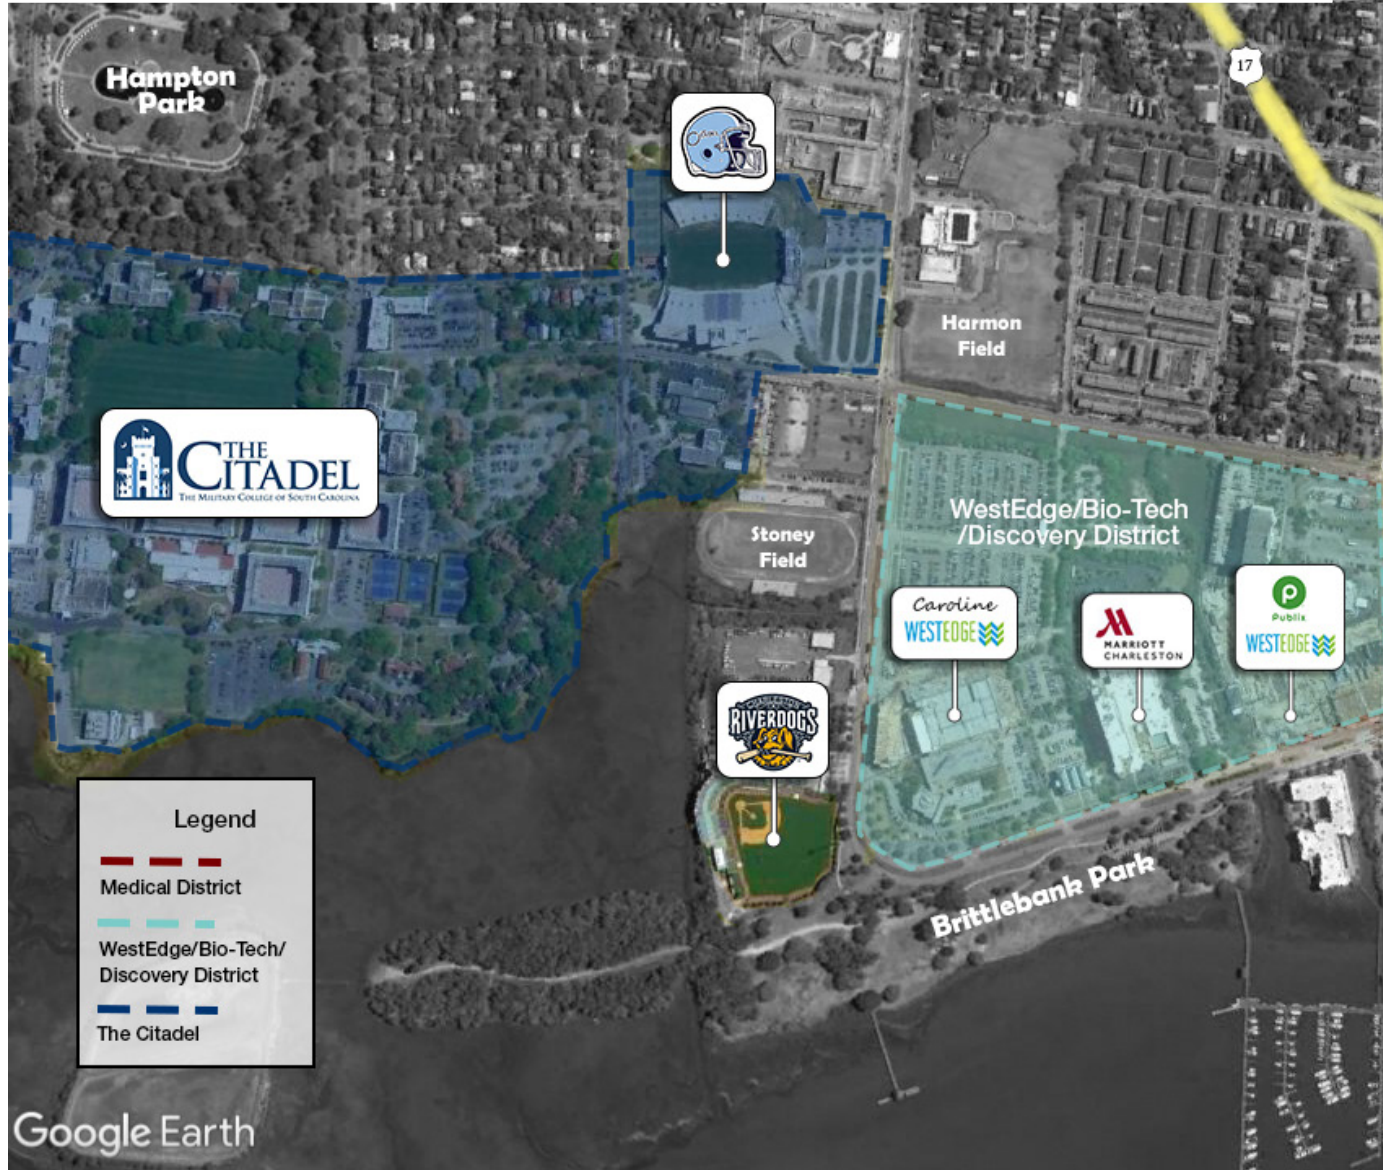 Hampton
Park
17
Harmon
Field
THE
CITADEL
THE MILITARY COLLEGE OF SOUTH CAROLINA
WestEdge/Bio-Tech
/Discovery District
Stoney
Field
Caroline
WESTEDGE
MARRIOTT
CHARLESTON
Publix
WESTEDGE
CHARLESTON
RIVERDOGS
Legend
Medical District
WestEdge/Bio-Tech/
Discovery District
The Citadel
Brittlebank Park
Google Earth